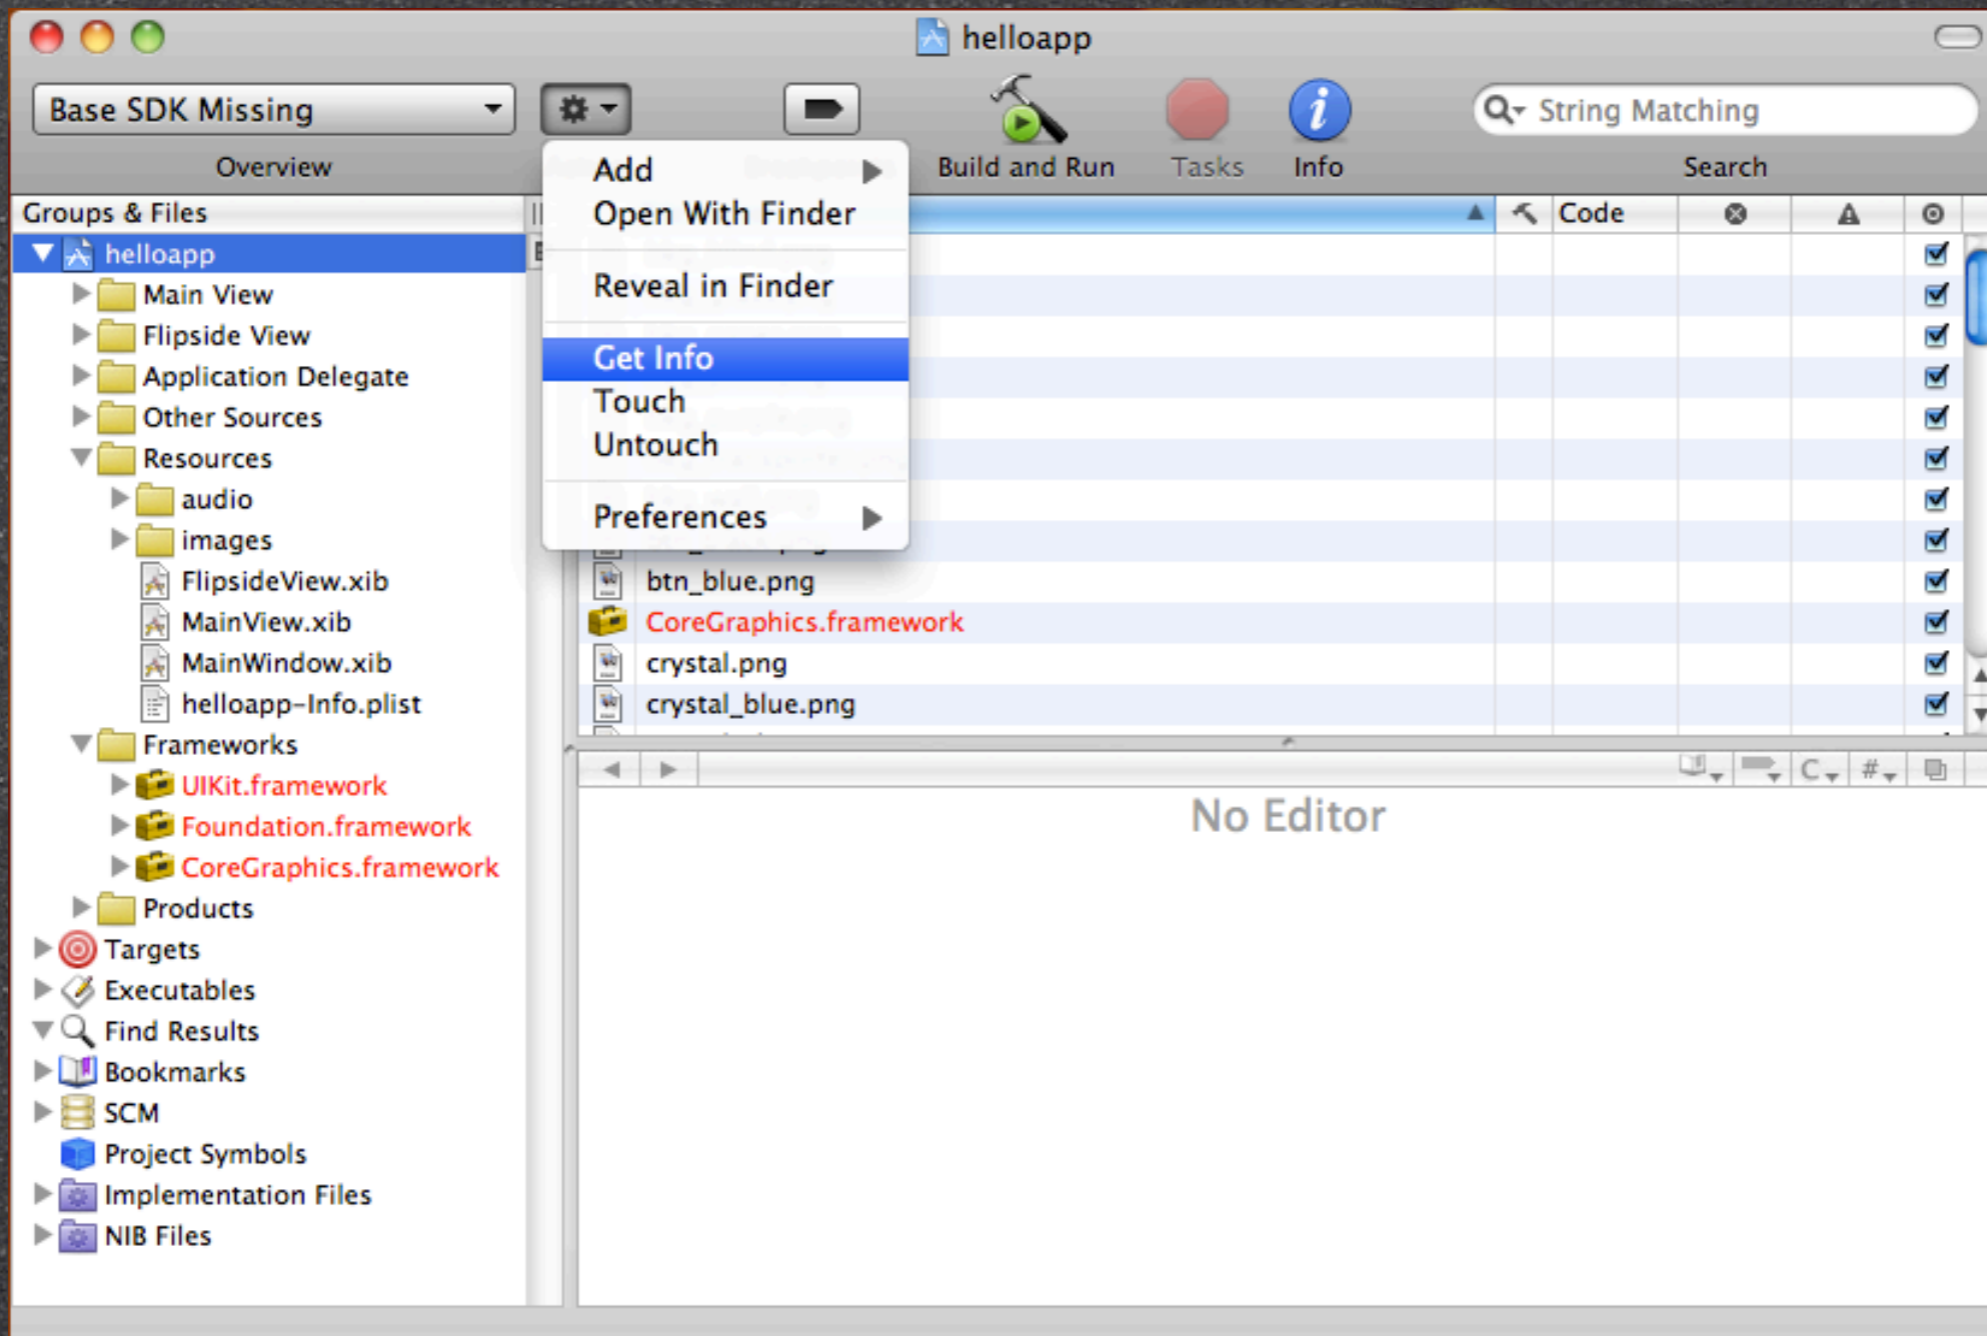 helloapp
Base SDK Missing
String Matching
Overview
Build and Run
Tasks
Info
Search
Add
Open With Finder
Reveal in Finder
Get Info
Touch
Untouch
Preferences
Groups & Files
Code
helloapp
Main View
Flipside View
Application Delegate
Other Sources
Resources
audio
images
FlipsideView.xib
MainView.xib
MainWindow.xib
helloapp-Info.plist
Frameworks
UIKit.framework
Foundation.framework
CoreGraphics.framework
Products
Targets
Executables
Find Results
Bookmarks
SCM
Project Symbols
Implementation Files
NIB Files
btn_blue.png
CoreGraphics.framework
crystal.png
crystal_blue.png
C
#
No Editor